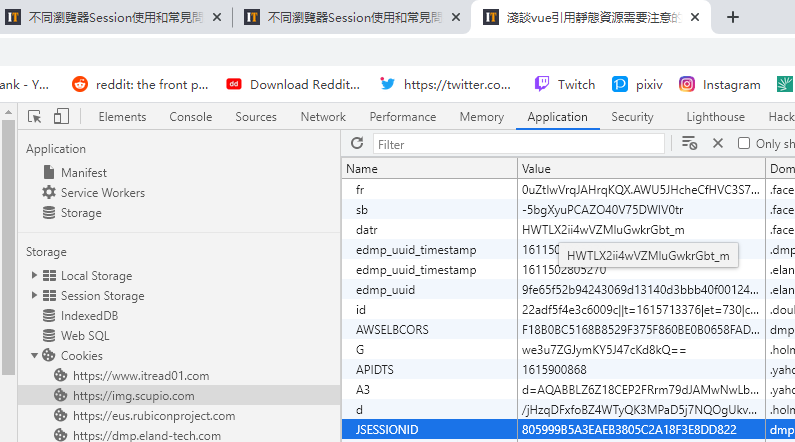 不同瀏覽器Session使用和常見問
不同瀏覽器Session使用和常見問
淺談vue引用靜態資源需要注意的
ank - Y...
reddit: the front p...
Download Reddit...
https://twitter.co...
Twitch
pixiv
Instagram
Elements
Console
Sources
Network
Performance
Memory
Application
Security
Lighthouse
Hack
Application
Manifest
Service Workers
Storage
Storage
Local Storage
Session Storage
IndexedDB
Web SQL
Cookies
https://www.itread01.com
https://img.scupio.com
https://eus.rubiconproject.com
https://dmp.eland-tech.com
Filter
Only sh
Name Value Dom
fr 0uZtlwVrqJAHrqKQX.AWU5JHcheCfHVC3S7... .face
sb -5bgXyuPCAZO40V75DWIV0tr .face
datr HWTLX2ii4wVZMluGwkrGbt_m .face
edmp_uuid_timestamp 16115 .dmp
HWTLX2ii4wVZMluGwkrGbt_m
edmp_uuid_timestamp 1611502805270 .elan
edmp_uuid 9fe65f52b94243069d13140d3bbb40f00124... .elan
id 22adf5f4e3c6009c||t=1615713376|et=730|c... .dou
AWSELBCORS F18B0BC5168B8529F375F860BE0B0658FAD... dmp
G we3u7ZGJymKY5J47cKd8kQ== .holm
APIDTS 1615900868 .yaho
A3 d=AQABBLZ6Z18CEP2FRrm79dJAMwNwLb... .yaho
d /jHzqDFxfoBZ4WTyQK3MPaD5j7NQOgUkv... .holm
JSESSIONID 805999B5A3EAEB3805C2A18F3E8DD822 dmp